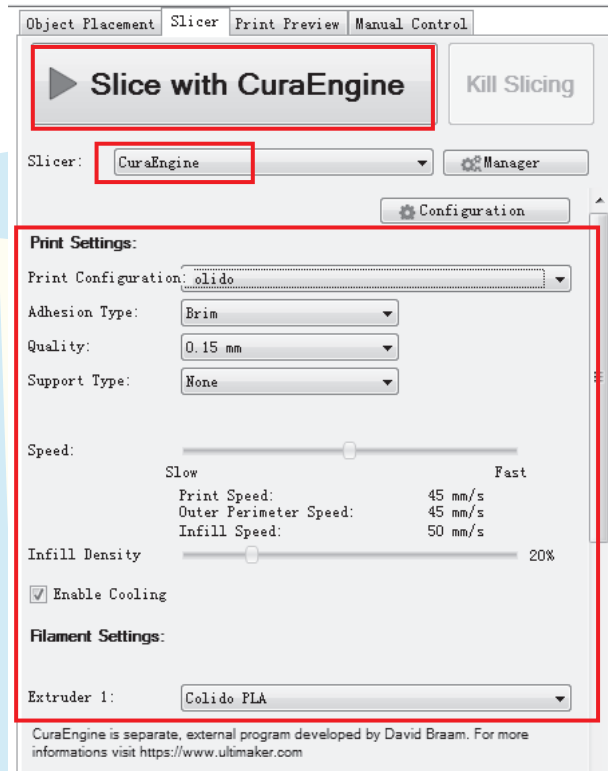 Object Placement Slicer Print Preview Manual Control
Slice with CuraEngine Kill Slicing
Slicer: CuraEngine Manager
Configuration
Print Settings:
Print Configuration: olido
Adhesion Type: Brim
Quality: 0.15 mm
Support Type: None
Speed:
Slow Fast
Print Speed: 45 mm/s
Outer Perimeter Speed: 45 mm/s
Infill Speed: 50 mm/s
Infill Density 20%
Enable Cooling
Filament Settings:
Extruder 1: Colido PLA
CuraEngine is separate, external program developed by David Braam. For more
informations visit https://www.ultimaker.com